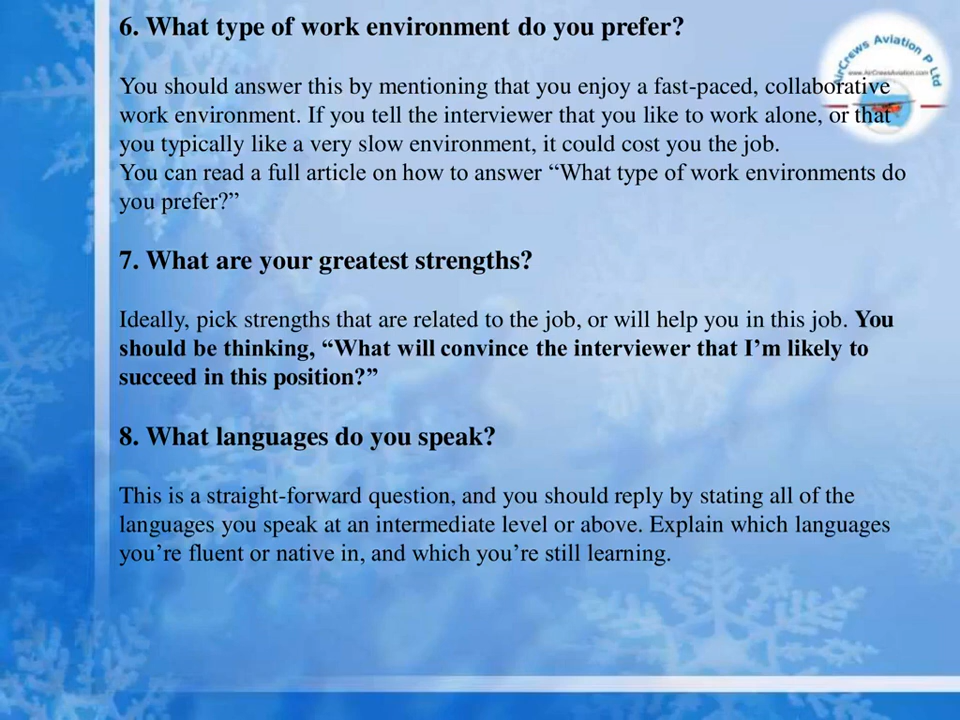 6. What type of work environment do you prefer?
AirCrews Aviation P Ltd
www.AirCrewsAviation.com
You should answer this by mentioning that you enjoy a fast-paced, collaborative
work environment. If you tell the interviewer that you like to work alone, or that
you typically like a very slow environment, it could cost you the job.
You can read a full article on how to answer “What type of work environments do
you prefer?”
7. What are your greatest strengths?
Ideally, pick strengths that are related to the job, or will help you in this job. You
should be thinking, “What will convince the interviewer that I’m likely to
succeed in this position?”
8. What languages do you speak?
This is a straight-forward question, and you should reply by stating all of the
languages you speak at an intermediate level or above. Explain which languages
you’re fluent or native in, and which you’re still learning.